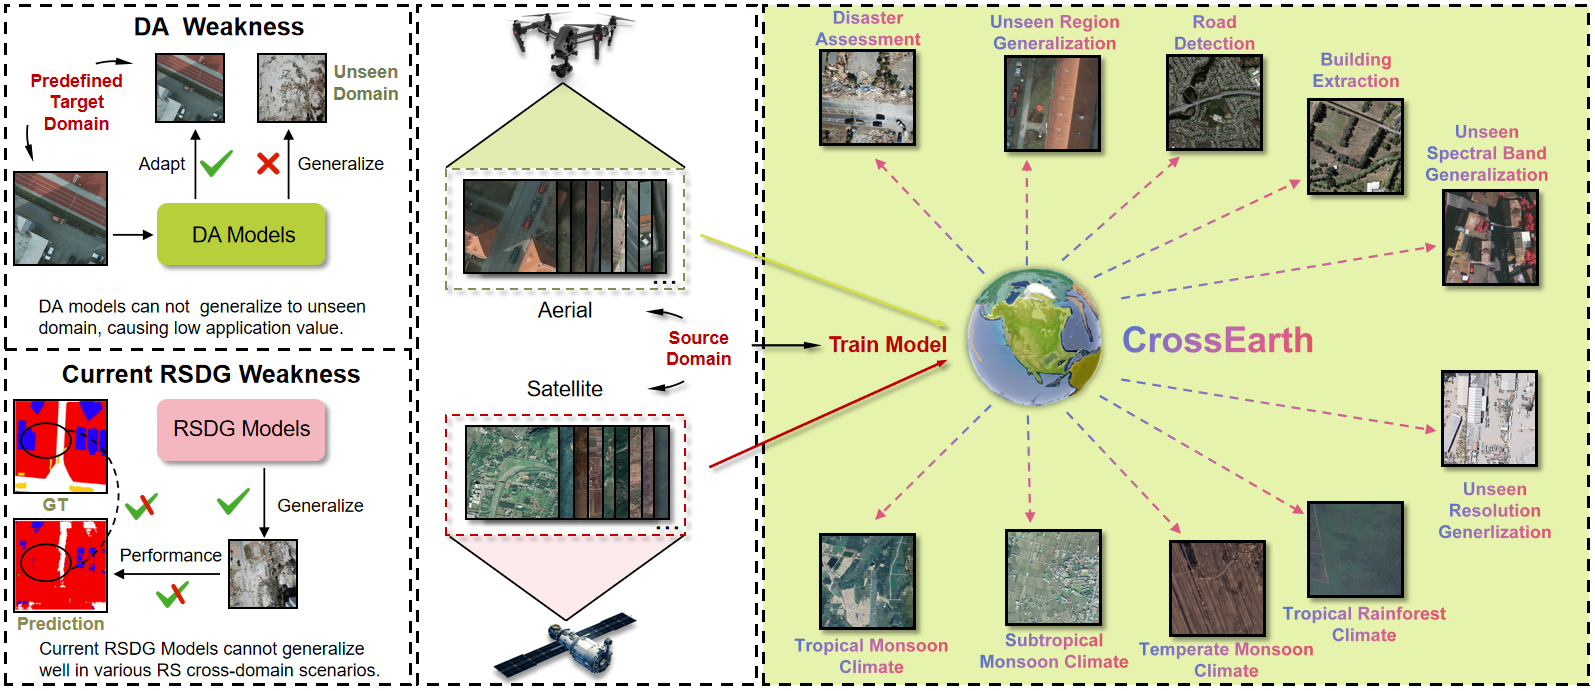 DA  Weakness
Predefined
Target
Domain
Unseen
Domain
Adapt
Generalize
DA Models
DA models can not  generalize to unseen
domain, causing low application value.
Current RSDG Weakness
RSDG Models
GT
Generalize
Performance
Prediction
Current RSDG Models cannot generalize
well in various RS cross-domain scenarios.
...
Aerial
Source
Domain
Satellite
...
Train Model
CrossEarth
Disaster
Assessment
Unseen Region
Generalization
Road
Detection
Building
Extraction
Unseen
Spectral Band
Generalization
Unseen
Resolution
Generlization
Tropical Monsoon
Climate
Subtropical
Monsoon Climate
Temperate Monsoon
Climate
Tropical Rainforest
Climate